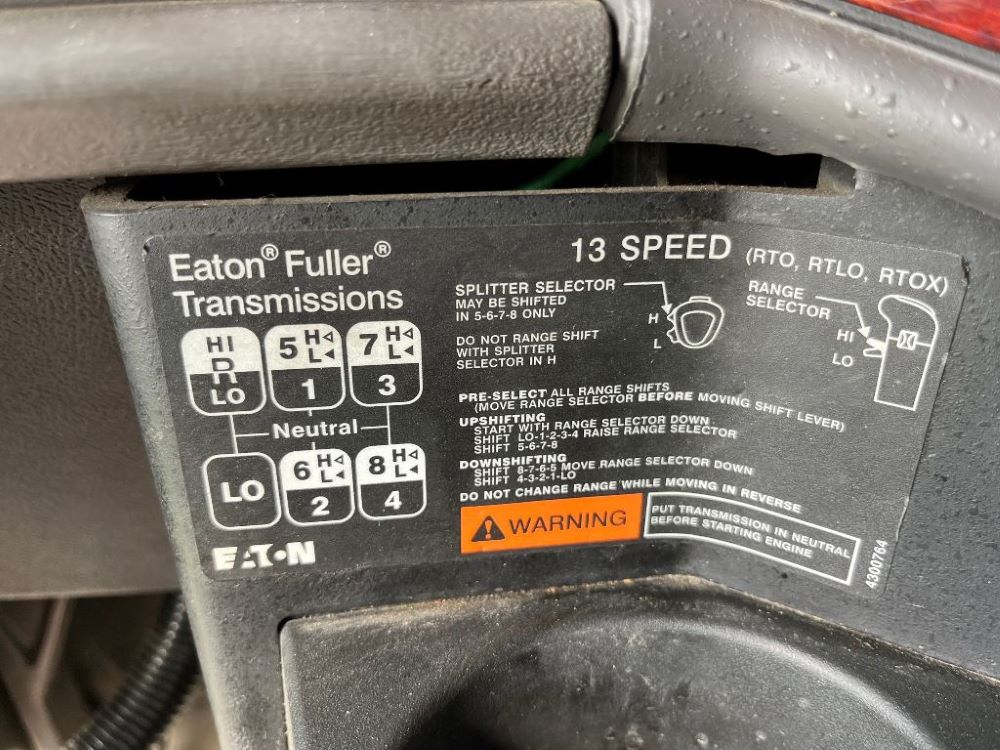 Eaton® Fuller®
Transmissions
13 SPEED (RTO, RTLO, RTOX)
HI
R
LO
5 H
L
1
7 H
L
3
Neutral
LO
6 H
L
2
8 H
L
4
EATON
SPLITTER SELECTOR
MAY BE SHIFTED
IN 5-6-7-8 ONLY
DO NOT RANGE SHIFT
WITH SPLITTER
SELECTOR IN H
H
L
RANGE
SELECTOR
HI
LO
PRE-SELECT ALL RANGE SHIFTS
(MOVE RANGE SELECTOR BEFORE MOVING SHIFT LEVER)
UPSHIFTING
START WITH RANGE SELECTOR DOWN
SHIFT LO-1-2-3-4 RAISE RANGE SELECTOR
SHIFT 5-6-7-8
DOWNSHIFTING
SHIFT 8-7-6-5 MOVE RANGE SELECTOR DOWN
SHIFT 4-3-2-1-LO
DO NOT CHANGE RANGE WHILE MOVING IN REVERSE
WARNING
PUT TRANSMISSION IN NEUTRAL
BEFORE STARTING ENGINE
4300764